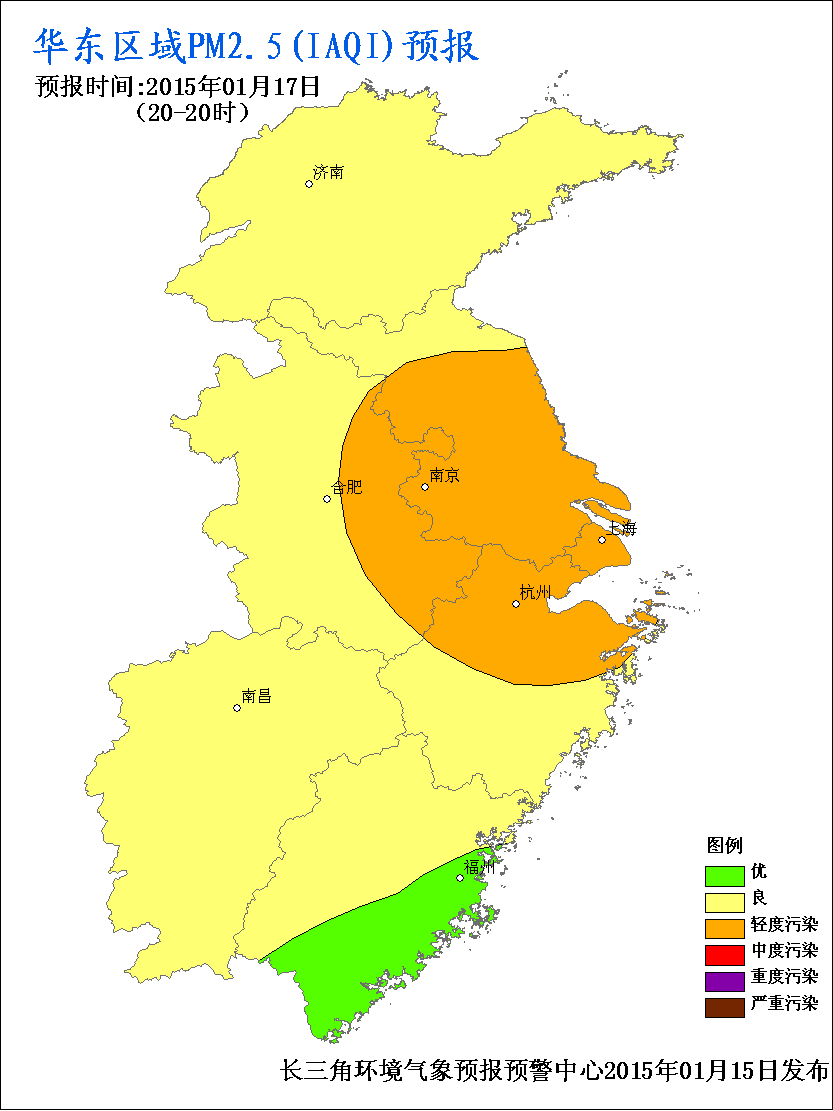 华东区域PM2.5(IAQI)预报
预报时间:2015年01月17日
(20-20时)
济南
南京
合肥
上海
杭州
南昌
福州
图例
优
良
轻度污染
中度污染
重度污染
严重污染
长三角环境气象预报预警中心2015年01月15日发布